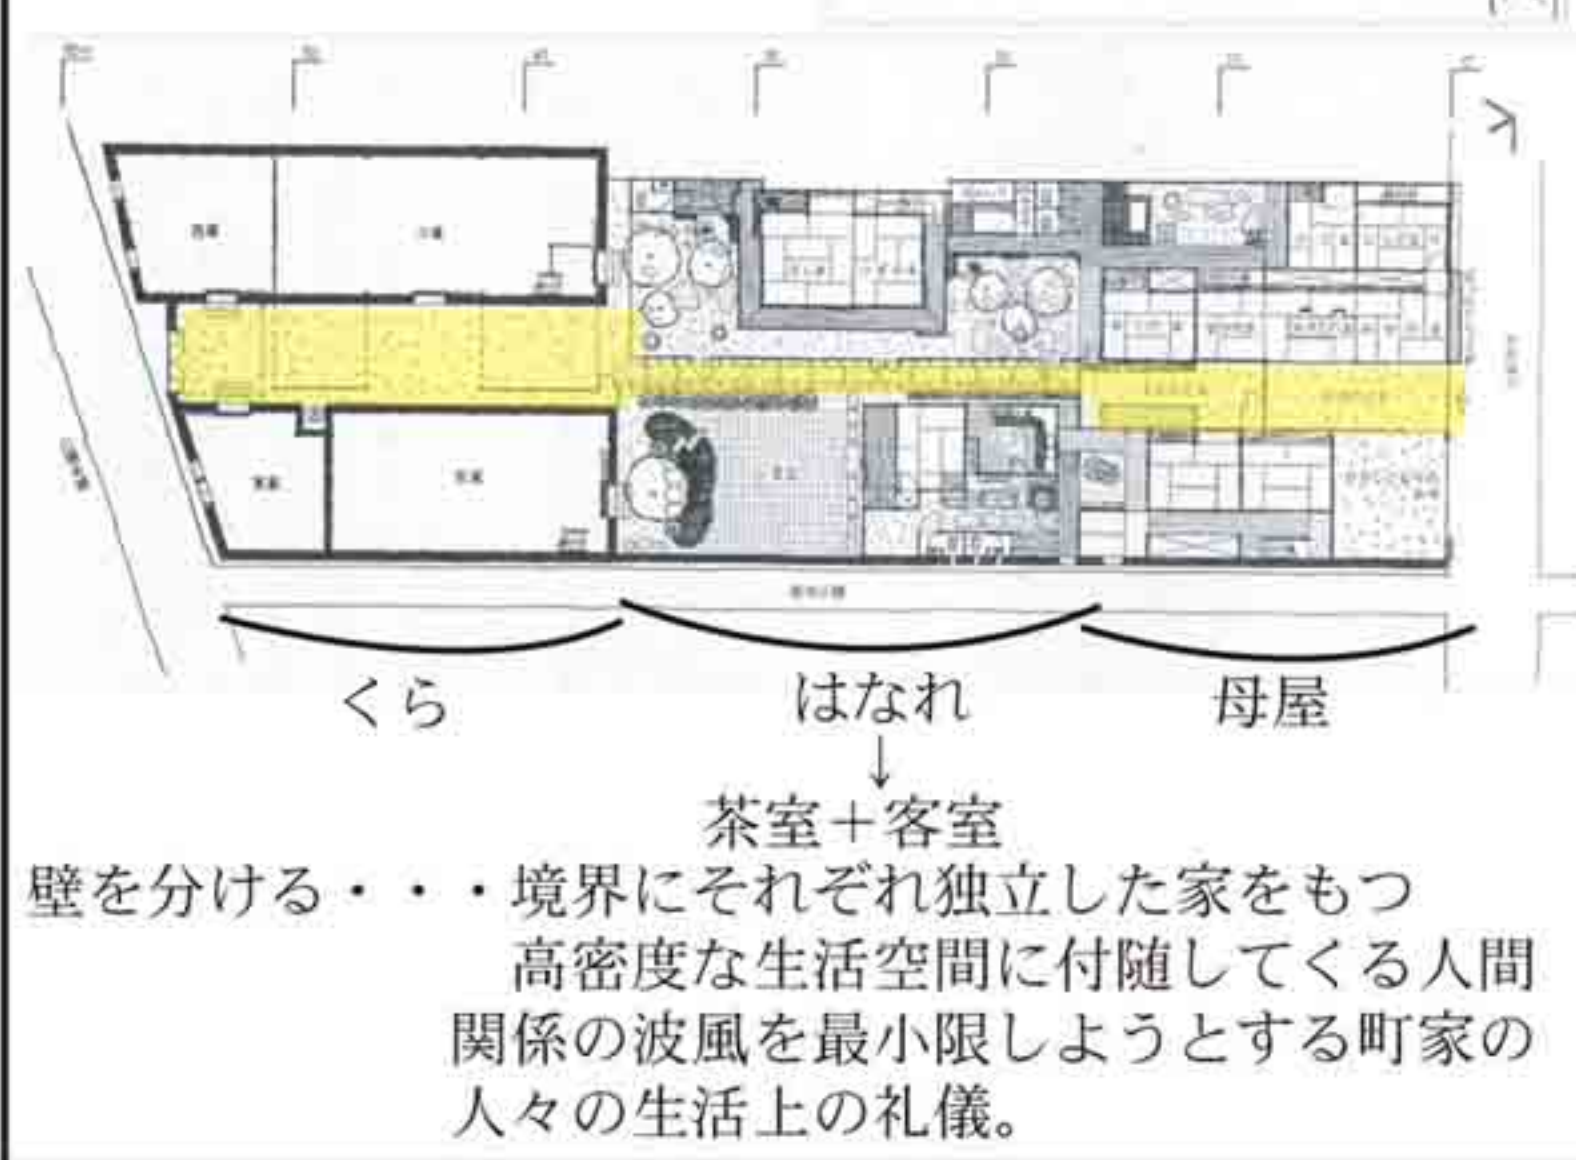 くら
はなれ
母屋
↓
茶室＋客室
壁を分ける・・・境界にそれぞれ独立した家をもつ
高密度な生活空間に付随してくる人間
関係の波風を最小限しようとする町家の
人々の生活上の礼儀。